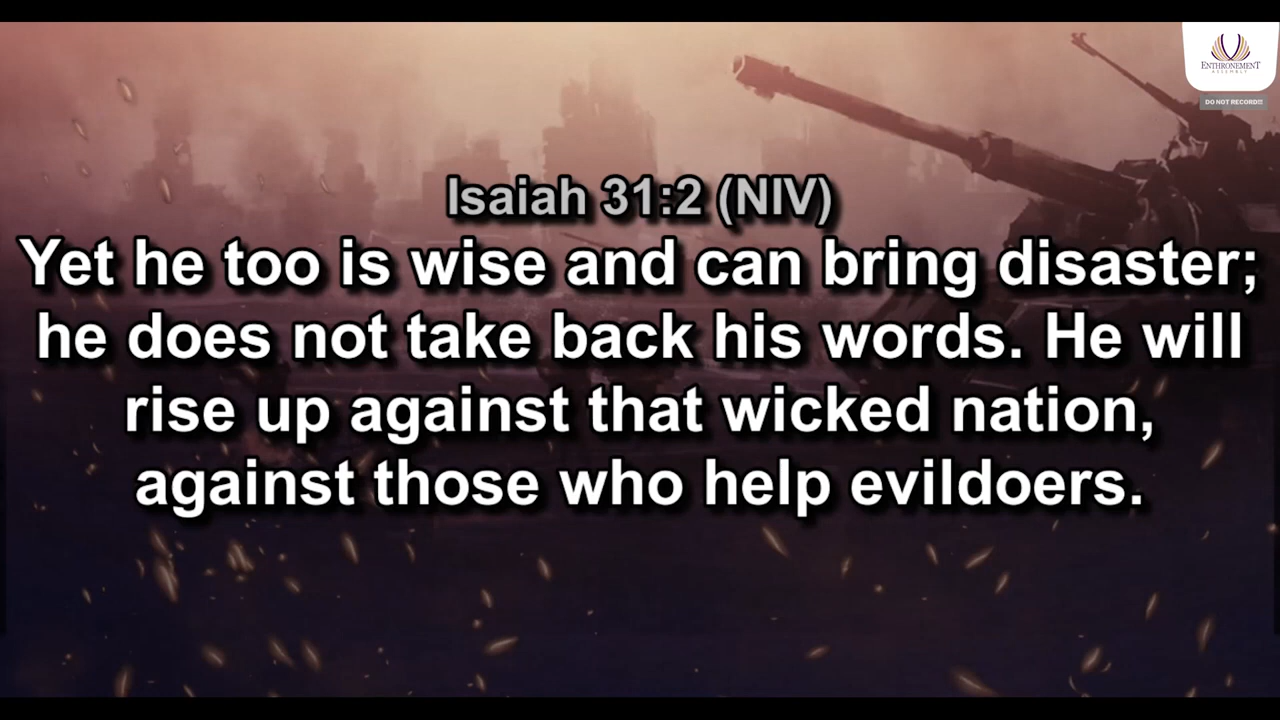 ENTHRONEMENT
ASSEMBLY
DO NOT RECORD!!!
Isaiah 31:2 (NIV)
Yet he too is wise and can bring disaster;
he does not take back his words. He will
rise up against that wicked nation,
against those who help evildoers.